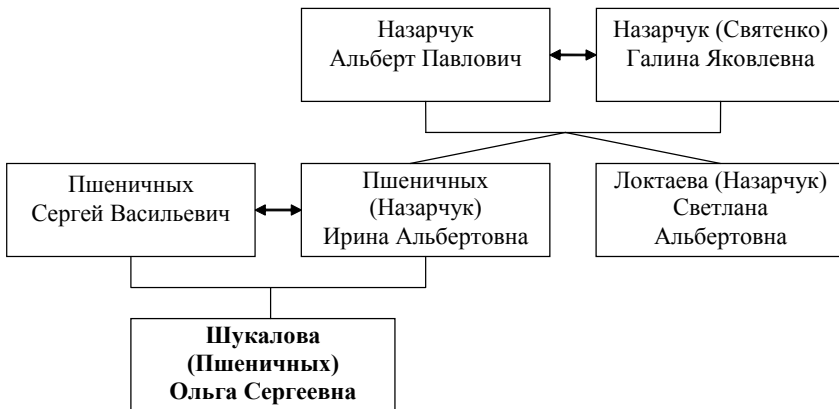 Назарчук
Альберт Павлович
Назарчук (Святенко)
Галина Яковлевна
Пшеничных
Сергей Васильевич
Пшеничных
(Назарчук)
Ирина Альбертовна
Локтаева (Назарчук)
Светлана
Альбертовна
Шукалова
(Пшеничных)
Ольга Сергеевна